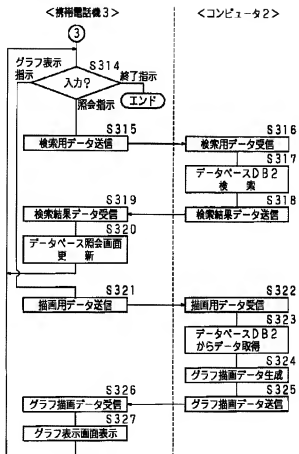 <携帯電話機3>
<コンピュータ2>
3
グラフ表示
指示
S314
入力?
終了指示
エンド
照会指示
S315
検索用データ送信
S316
検索用データ受信
S317
データベースDB2
検 索
S318
検索結果データ送信
S319
検索結果データ受信
S320
データベース照会画面
更 新
S321
描画用データ送信
S322
描画用データ受信
S323
データベースDB2
からデータ取得
S324
グラフ描画データ生成
S325
グラフ描画データ送信
S326
グラフ描画データ受信
S327
グラフ表示画面表示